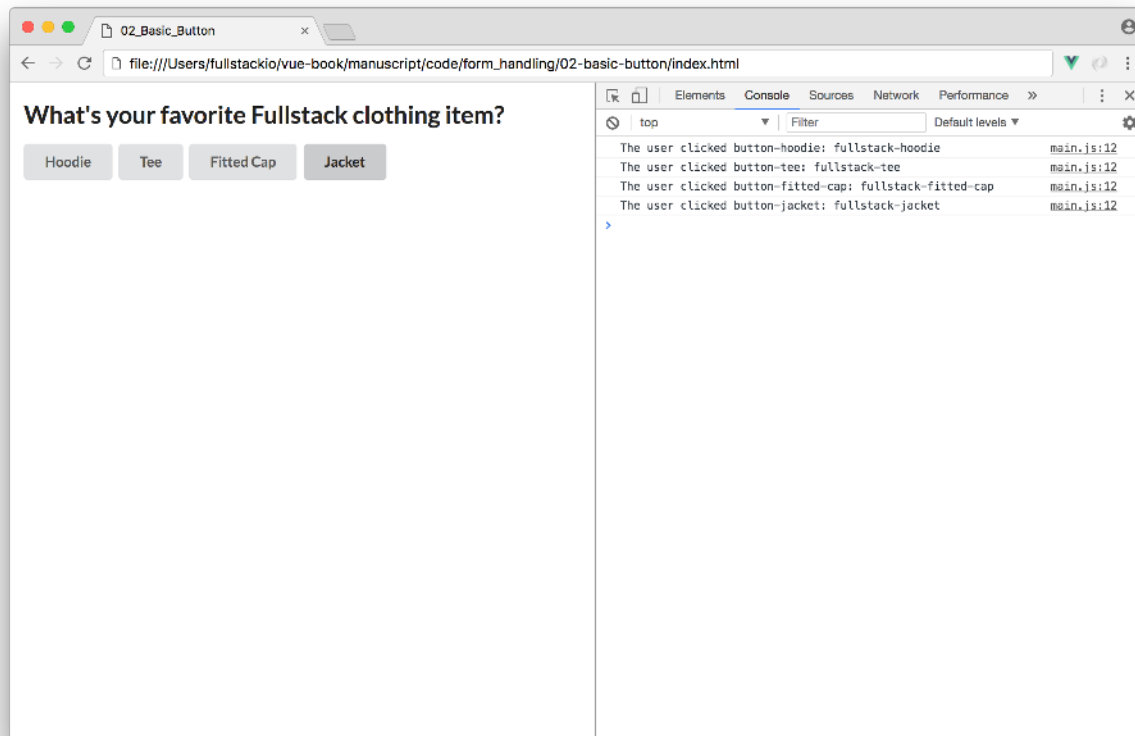 02_Basic_Button
file:///Users/fullstackio/vue-book/manuscript/code/form_handling/02-basic-button/index.html
What's your favorite Fullstack clothing item?
Hoodie Tee Fitted Cap Jacket
Elements Console Sources Network Performance »
top Filter Default levels
The user clicked button-hoodie: fullstack-hoodie main.js:12
The user clicked button-tee: fullstack-tee main.js:12
The user clicked button-fitted-cap: fullstack-fitted-cap main.js:12
The user clicked button-jacket: fullstack-jacket main.js:12